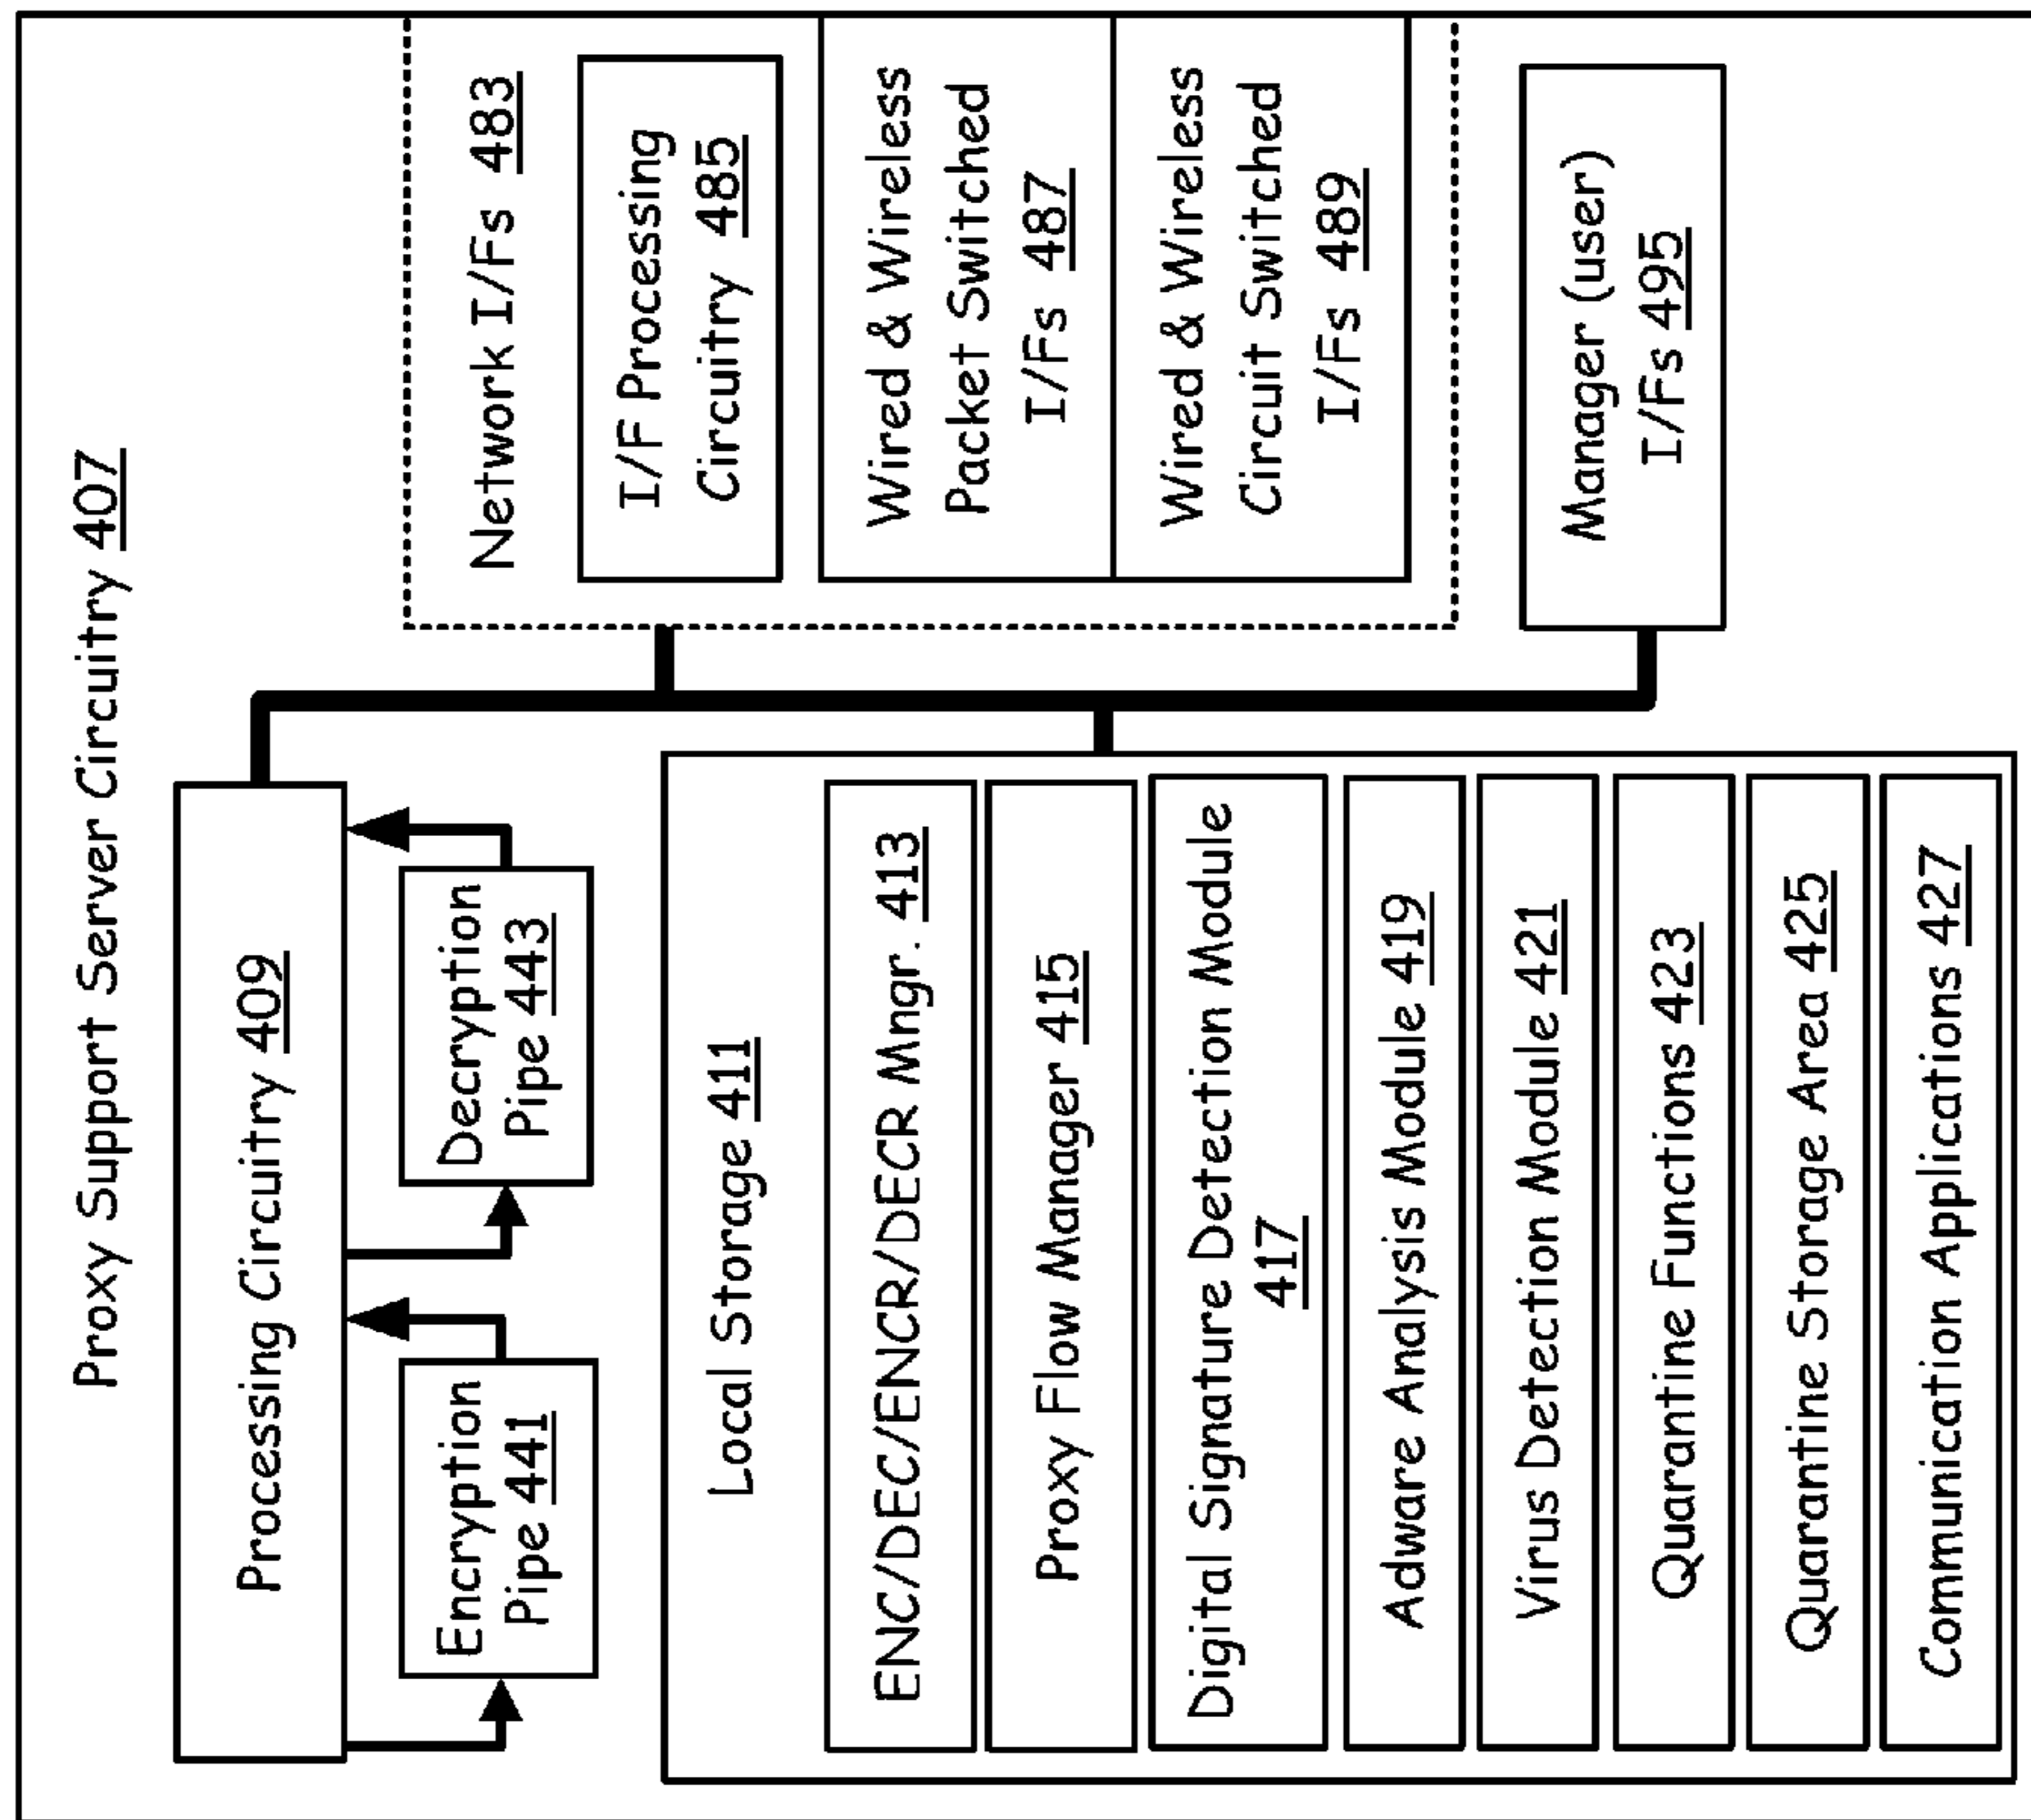 Proxy Support Server Circuitry 407
Processing Circuitry 409
Encryption
Pipe 441
Decryption
Pipe 443
Local Storage 411
ENC/DEC/ENCR/DECR Mngr. 413
Proxy Flow Manager 415
Digital Signature Detection Module
417
Adware Analysis Module 419
Virus Detection Module 421
Quarantine Functions 423
Quarantine Storage Area 425
Communication Applications 427
Network I/Fs 483
I/F Processing
Circuitry 485
Wired & Wireless
Packet Switched
I/Fs 487
Wired & Wireless
Circuit Switched
I/Fs 489
Manager (user)
I/Fs 495